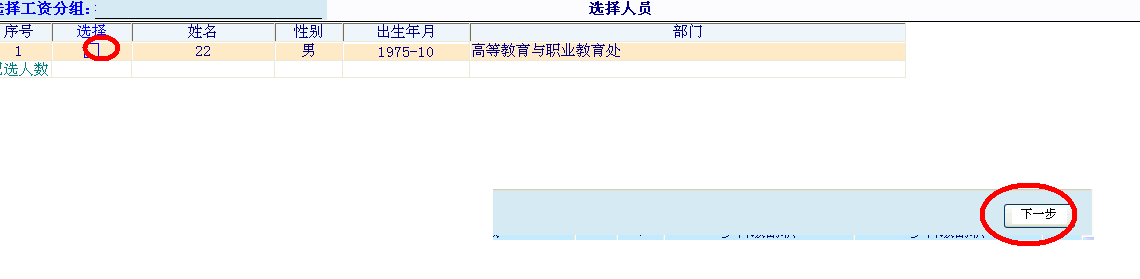 选择工资分组: 选择人员
序号 选择 姓名 性别 出生年月 部门
1 22 男 1975-10 高等教育与职业教育处
选人数
下一步